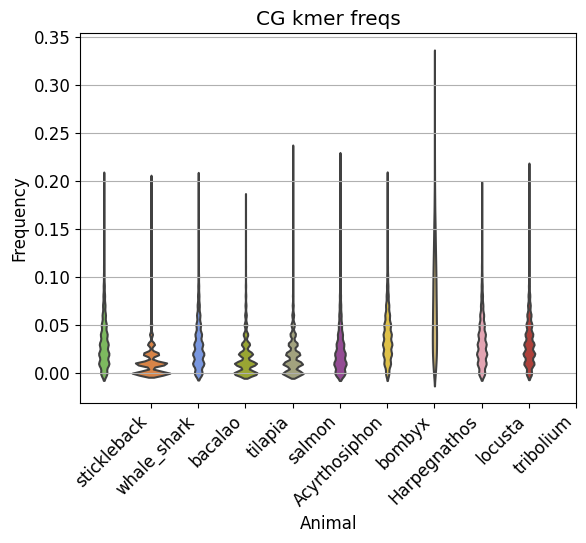 CG kmer freqs
Frequency
0.35
0.30
0.25
0.20
0.15
0.10
0.05
0.00
stickleback
whale_shark
bacalao
tilapia
salmon
Acyrthosiphon
bombyx
Harpegnathos
locusta
tribolium
Animal